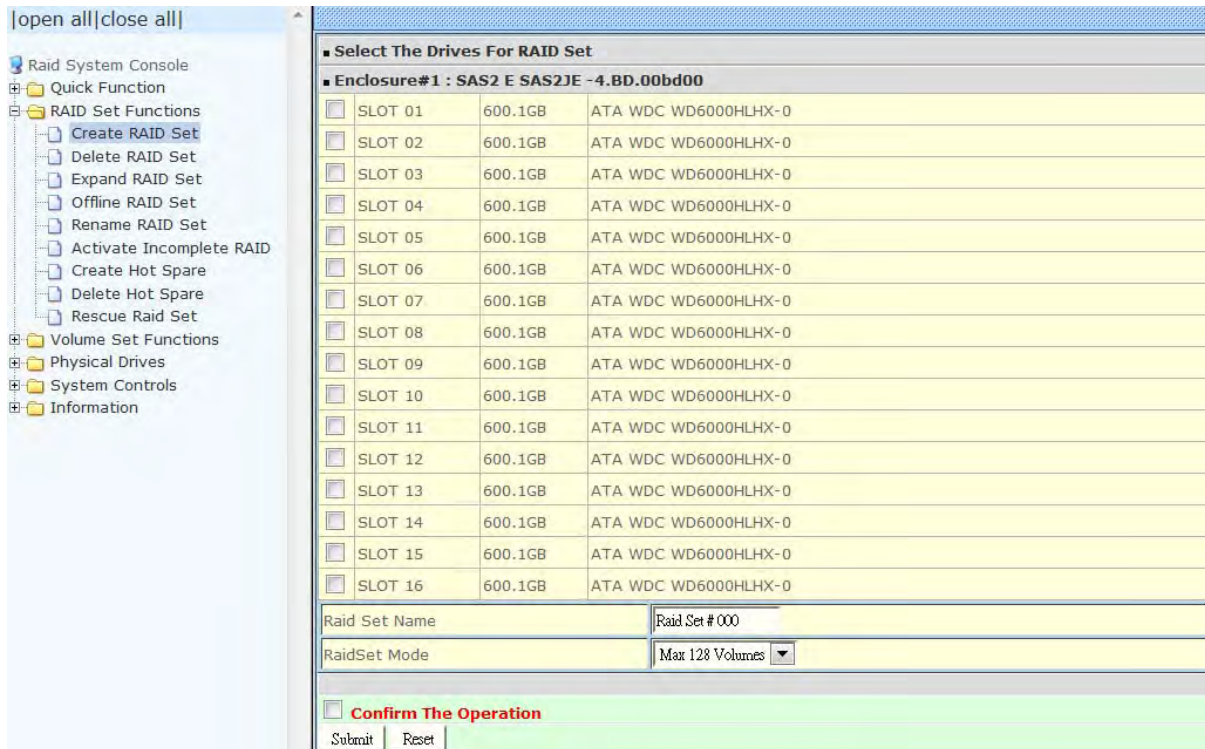 |open all|close all|
Raid System Console
Quick Function
RAID Set Functions
Create RAID Set
Delete RAID Set
Expand RAID Set
Offline RAID Set
Rename RAID Set
Activate Incomplete RAID
Create Hot Spare
Delete Hot Spare
Rescue Raid Set
Volume Set Functions
Physical Drives
System Controls
Information
Select The Drives For RAID Set
Enclosure#1 : SAS2 E SAS2JE -4.BD.00bd00
SLOT 01 600.1GB ATA WDC WD6000HLHX-0
SLOT 02 600.1GB ATA WDC WD6000HLHX-0
SLOT 03 600.1GB ATA WDC WD6000HLHX-0
SLOT 04 600.1GB ATA WDC WD6000HLHX-0
SLOT 05 600.1GB ATA WDC WD6000HLHX-0
SLOT 06 600.1GB ATA WDC WD6000HLHX-0
SLOT 07 600.1GB ATA WDC WD6000HLHX-0
SLOT 08 600.1GB ATA WDC WD6000HLHX-0
SLOT 09 600.1GB ATA WDC WD6000HLHX-0
SLOT 10 600.1GB ATA WDC WD6000HLHX-0
SLOT 11 600.1GB ATA WDC WD6000HLHX-0
SLOT 12 600.1GB ATA WDC WD6000HLHX-0
SLOT 13 600.1GB ATA WDC WD6000HLHX-0
SLOT 14 600.1GB ATA WDC WD6000HLHX-0
SLOT 15 600.1GB ATA WDC WD6000HLHX-0
SLOT 16 600.1GB ATA WDC WD6000HLHX-0
Raid Set Name Raid Set # 000
RaidSet Mode Max 128 Volumes
Confirm The Operation
Submit Reset